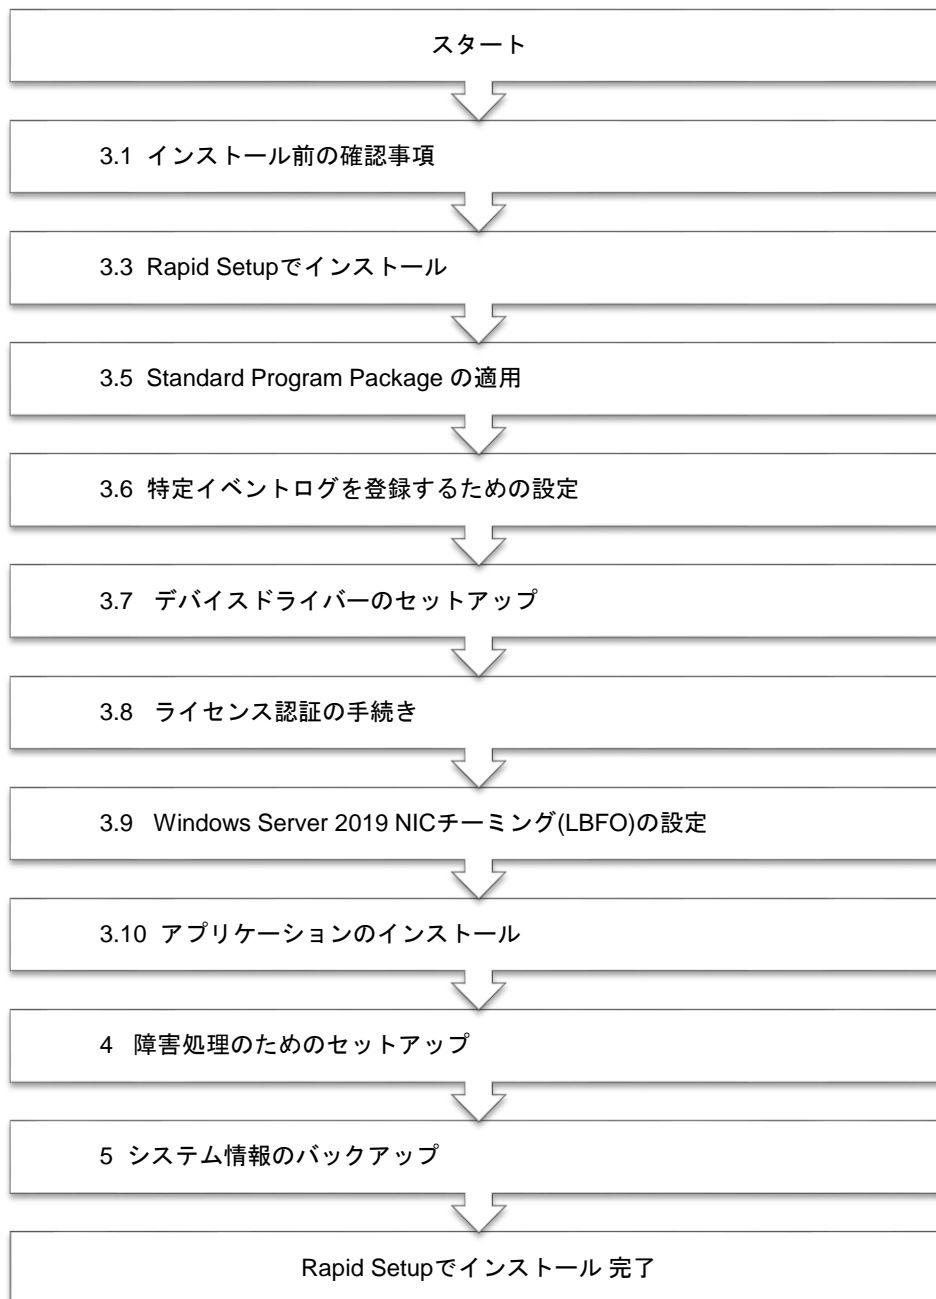 スタート
3.1 インストール前の確認事項
3.3 Rapid Setupでインストール
3.5 Standard Program Package の適用
3.6 特定イベントログを登録するための設定
3.7 デバイスドライバーのセットアップ
3.8 ライセンス認証の手続き
3.9 Windows Server 2019 NICチーミング(LBFO)の設定
3.10 アプリケーションのインストール
4 障害処理のためのセットアップ
5 システム情報のバックアップ
Rapid Setupでインストール 完了